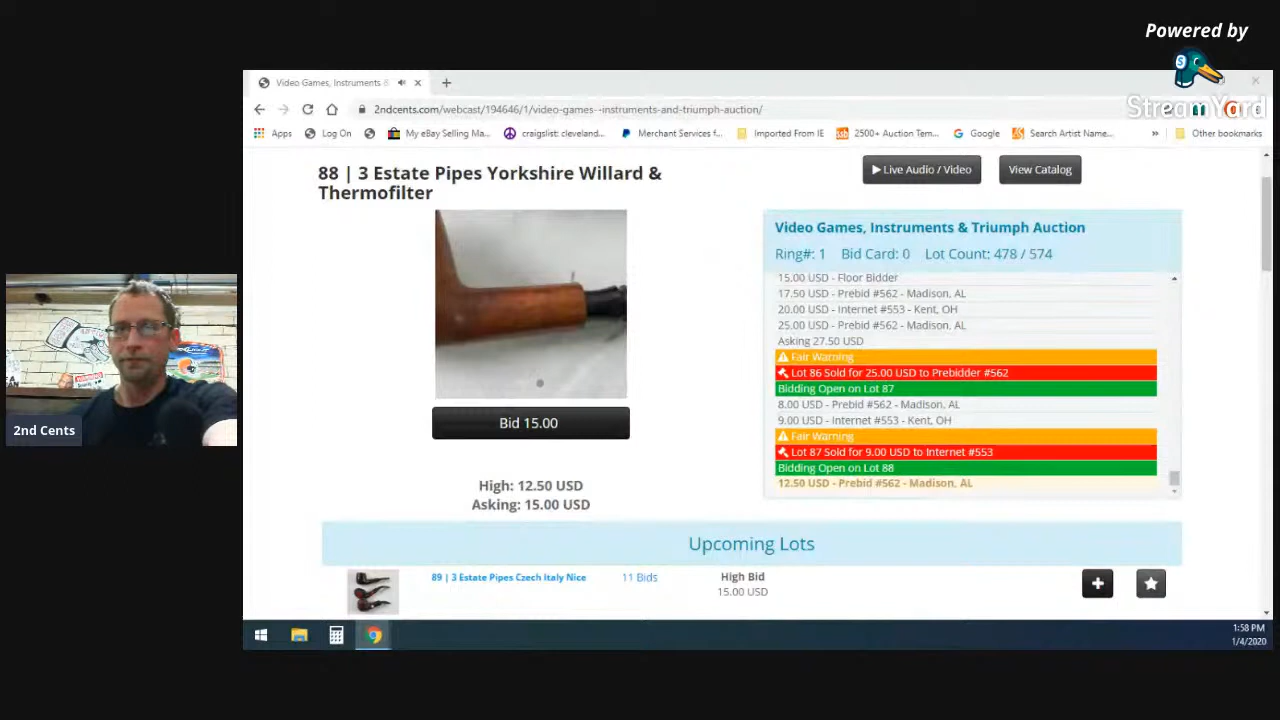 Powered by
StreamYard
Video Games, Instruments &
2ndcents.com/webcast/194646/1/video-games--instruments-and-triumph-auction/
Apps
Log On
My eBay Selling Ma...
craigslist: cleveland...
Merchant Services f...
Imported From IE
2500+ Auction Tem...
Google
Search Artist Name...
»
Other bookmarks
88 | 3 Estate Pipes Yorkshire Willard &
Thermofilter
Live Audio / Video
View Catalog
Bid 15.00
High: 12.50 USD
Asking: 15.00 USD
Video Games, Instruments & Triumph Auction
Ring#: 1 Bid Card: 0 Lot Count: 478 / 574
15.00 USD - Floor Bidder
17.50 USD - Prebid #562 - Madison, AL
20.00 USD - Internet #553 - Kent, OH
25.00 USD - Prebid #562 - Madison, AL
Asking 27.50 USD
Fair Warning
Lot 86 Sold for 25.00 USD to Prebidder #562
Bidding Open on Lot 87
8.00 USD - Prebid #562 - Madison, AL
9.00 USD - Internet #553 - Kent, OH
Fair Warning
Lot 87 Sold for 9.00 USD to Internet #553
Bidding Open on Lot 88
12.50 USD - Prebid #562 - Madison, AL
2nd Cents
Upcoming Lots
89 | 3 Estate Pipes Czech Italy Nice
11 Bids
High Bid
15.00 USD
1:58 PM
1/4/2020